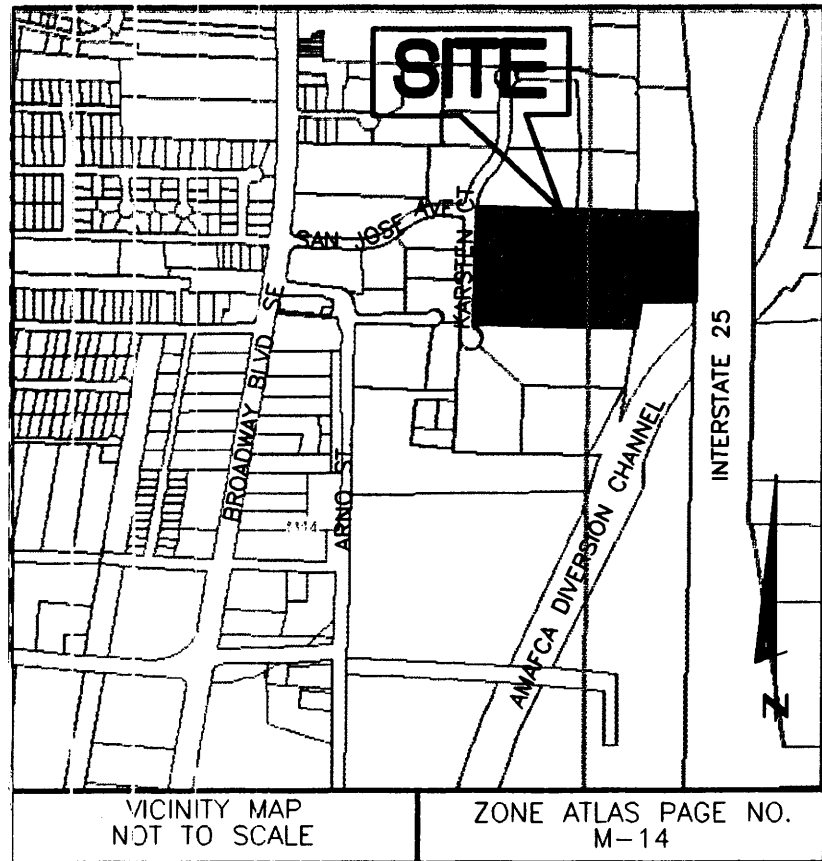 SITE
SAN JOSE AVE
KARSTEN CT
BROADWAY BLVD SE
ARNO ST
INTERSTATE 25
AMAFCA DIVERSION CHANNEL
N
VICINITY MAP
NOT TO SCALE
ZONE ATLAS PAGE NO.
M-14